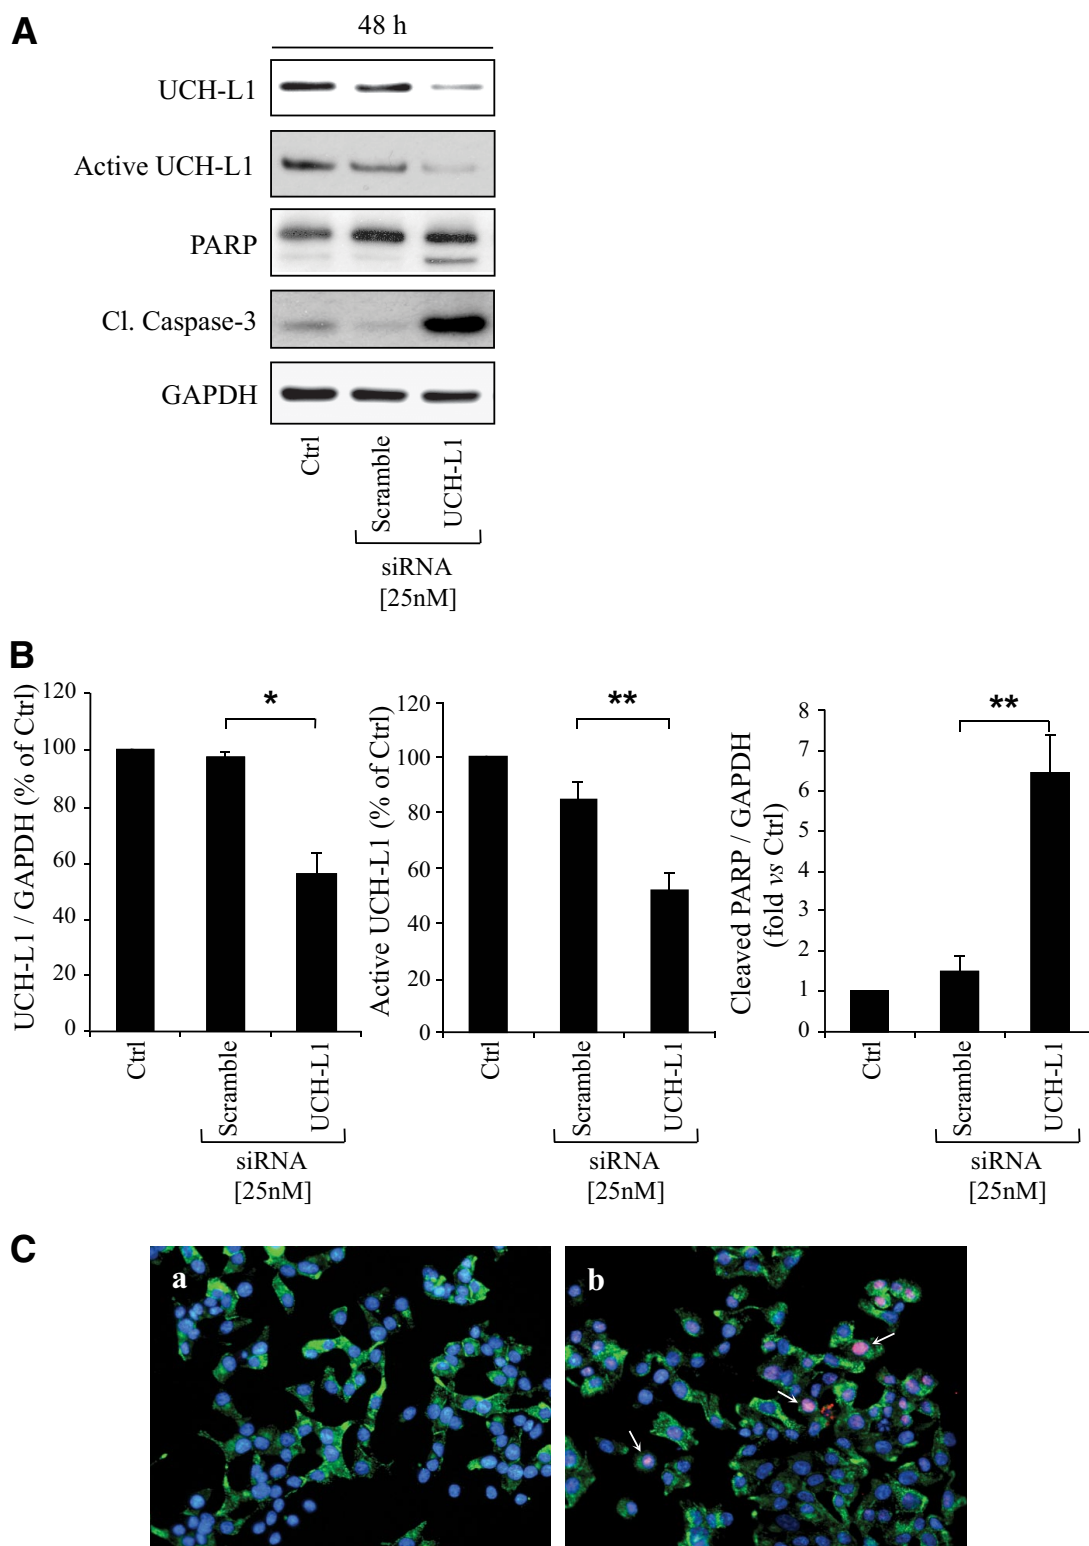 A
48 h
UCH-L1
Active UCH-L1
PARP
Cl. Caspase-3
GAPDH
Ctrl
Scramble
UCH-L1
siRNA
[25nM]
B
UCH-L1 / GAPDH (% of Ctrl)
120
100
80
60
40
20
0
*
Ctrl
Scramble
UCH-L1
siRNA
[25nM]
Active UCH-L1 (% of Ctrl)
120
100
80
60
40
20
0
**
Ctrl
Scramble
UCH-L1
siRNA
[25nM]
Cleaved PARP / GAPDH
(fold vs Ctrl)
8
7
6
5
4
3
2
1
0
**
Ctrl
Scramble
UCH-L1
siRNA
[25nM]
C
a
b